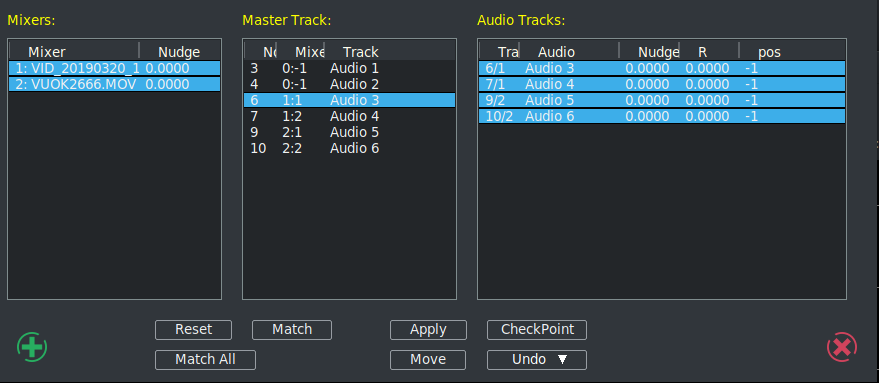 Mixers:
Mixer Nudge
1: VID_20190320_1 0.0000
2: VUOK2666.MOV 0.0000
Master Track:
No Mixe Track
3 0:-1 Audio 1
4 0:-1 Audio 2
6 1:1 Audio 3
7 1:2 Audio 4
9 2:1 Audio 5
10 2:2 Audio 6
Audio Tracks:
Tra Audio Nudge R pos
6/1 Audio 3 0.0000 0.0000 -1
7/1 Audio 4 0.0000 0.0000 -1
9/2 Audio 5 0.0000 0.0000 -1
10/2 Audio 6 0.0000 0.0000 -1
Reset Match Apply CheckPoint
Match All Move Undo